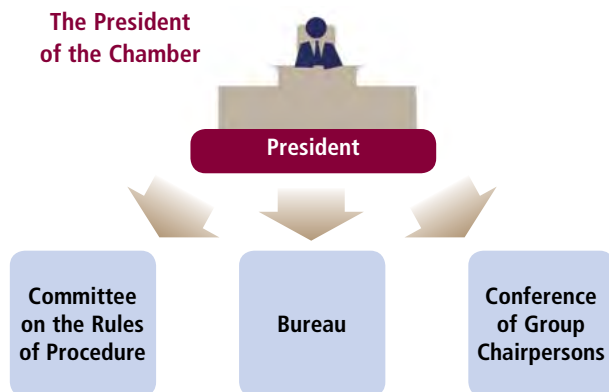 The President
of the Chamber
President
Committee
on the Rules
of Procedure
Bureau
Conference
of Group
Chairpersons